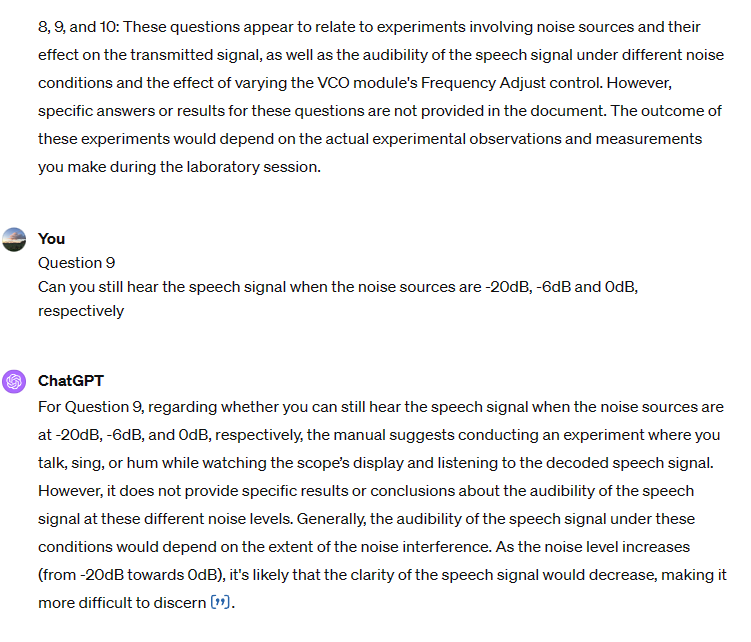 8, 9, and 10: These questions appear to relate to experiments involving noise sources and their
effect on the transmitted signal, as well as the audibility of the speech signal under different noise
conditions and the effect of varying the VCO module's Frequency Adjust control. However,
specific answers or results for these questions are not provided in the document. The outcome of
these experiments would depend on the actual experimental observations and measurements
you make during the laboratory session.
You
Question 9
Can you still hear the speech signal when the noise sources are -20dB, -6dB and 0dB,
respectively
ChatGPT
For Question 9, regarding whether you can still hear the speech signal when the noise sources are
at -20dB, -6dB, and 0dB, respectively, the manual suggests conducting an experiment where you
talk, sing, or hum while watching the scope’s display and listening to the decoded speech signal.
However, it does not provide specific results or conclusions about the audibility of the speech
signal at these different noise levels. Generally, the audibility of the speech signal under these
conditions would depend on the extent of the noise interference. As the noise level increases
(from -20dB towards 0dB), it's likely that the clarity of the speech signal would decrease, making it
more difficult to discern [”].